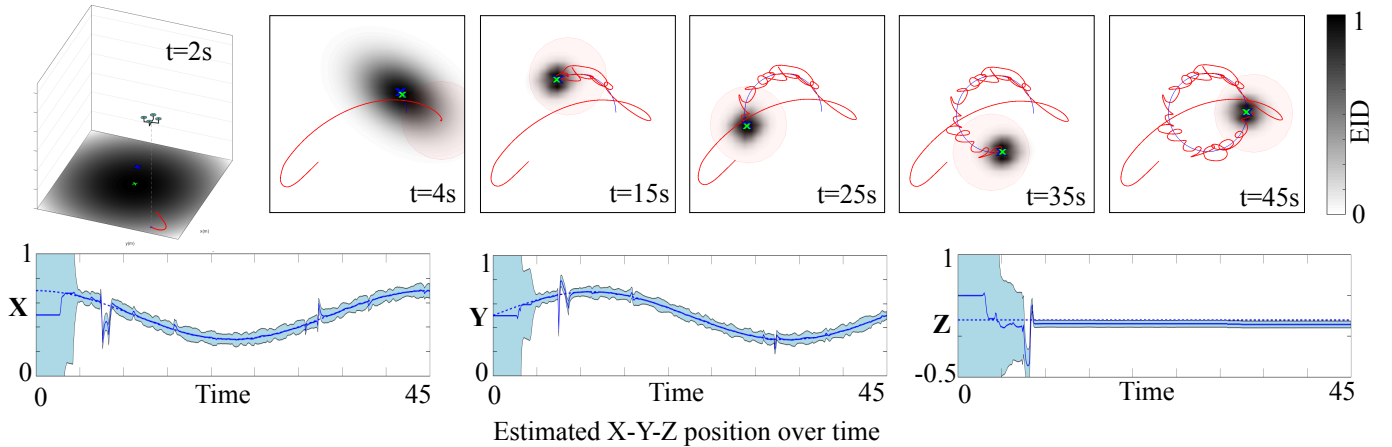 t=2s
y(m)
x(m)
t=4s
t=15s
t=25s
t=35s
t=45s
1
EID
0
1
X
0
0
Time
45
1
Y
0
0
Time
45
1
Z
-0.5
0
Time
45
Estimated X-Y-Z position over time